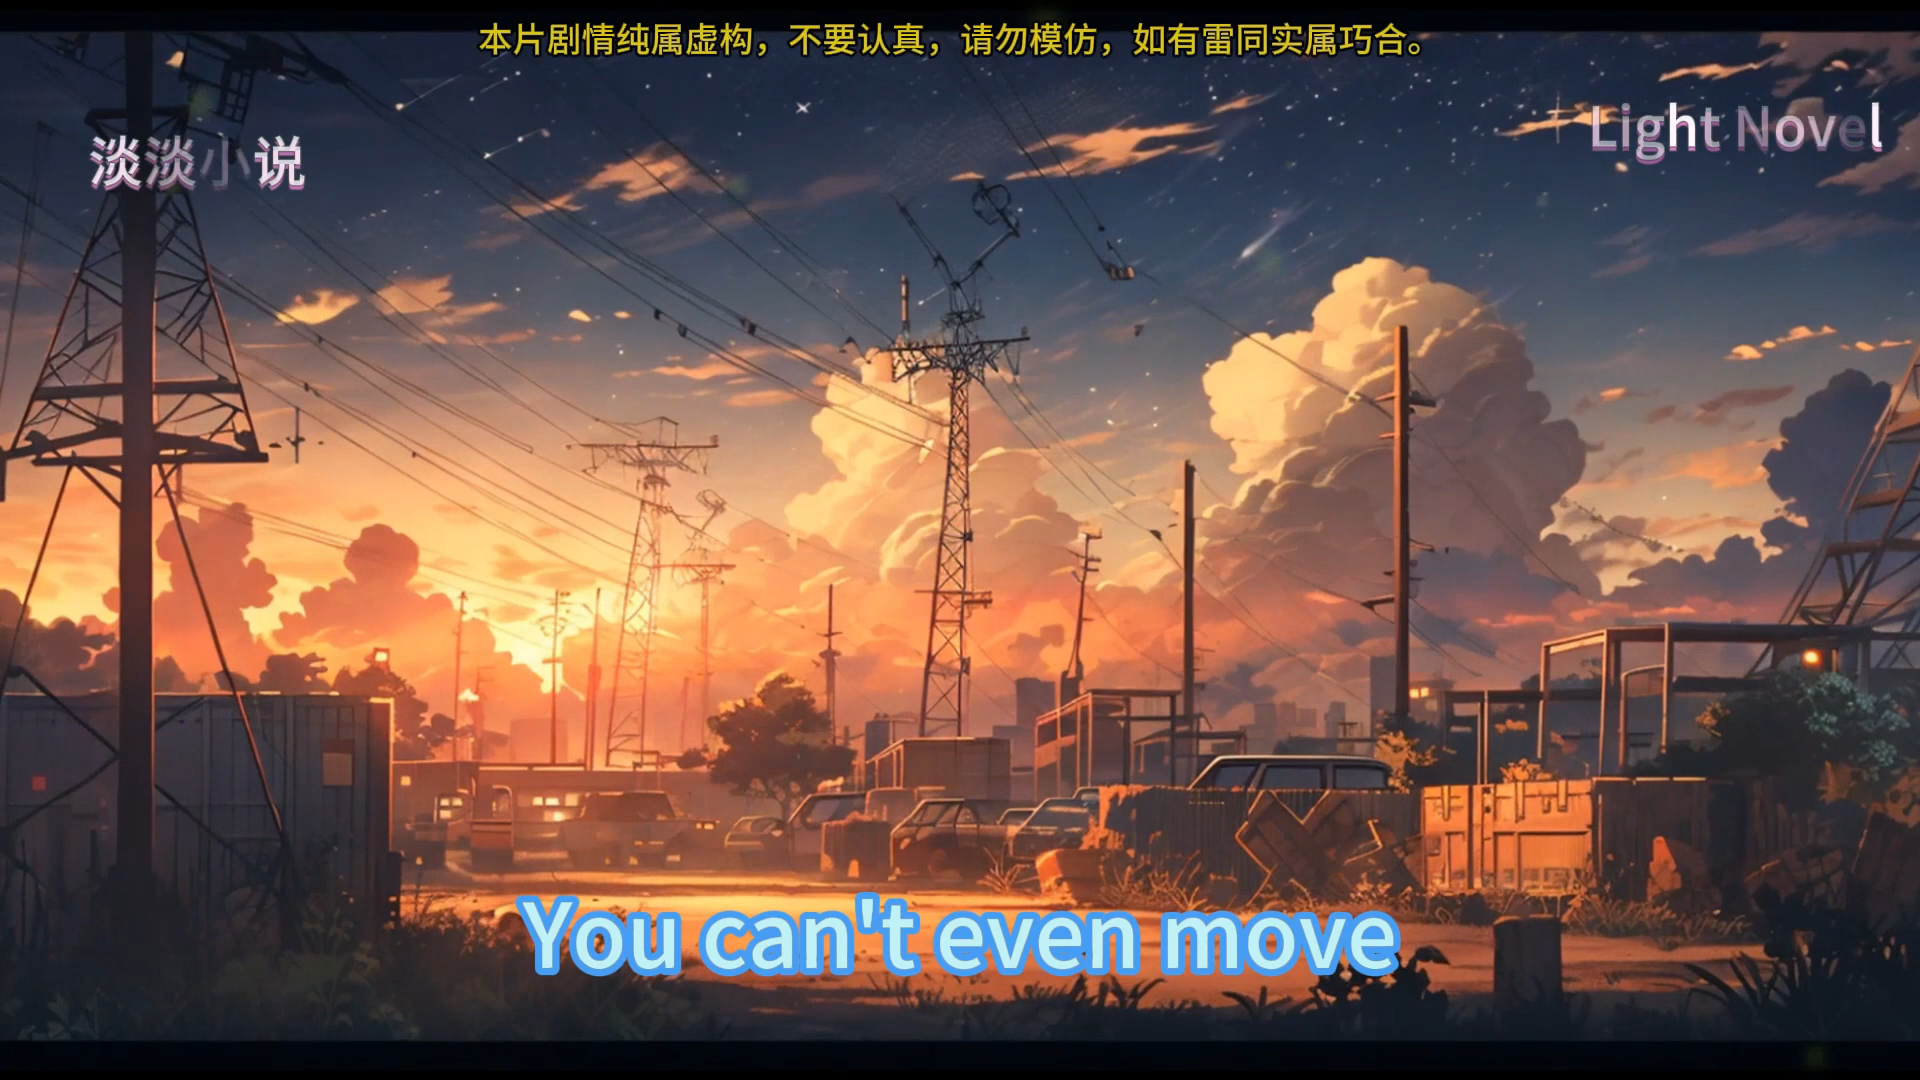 本片剧情纯属虚构，不要认真，请勿模仿，如有雷同实属巧合。
淡淡小说
Light Novel
You can't even move